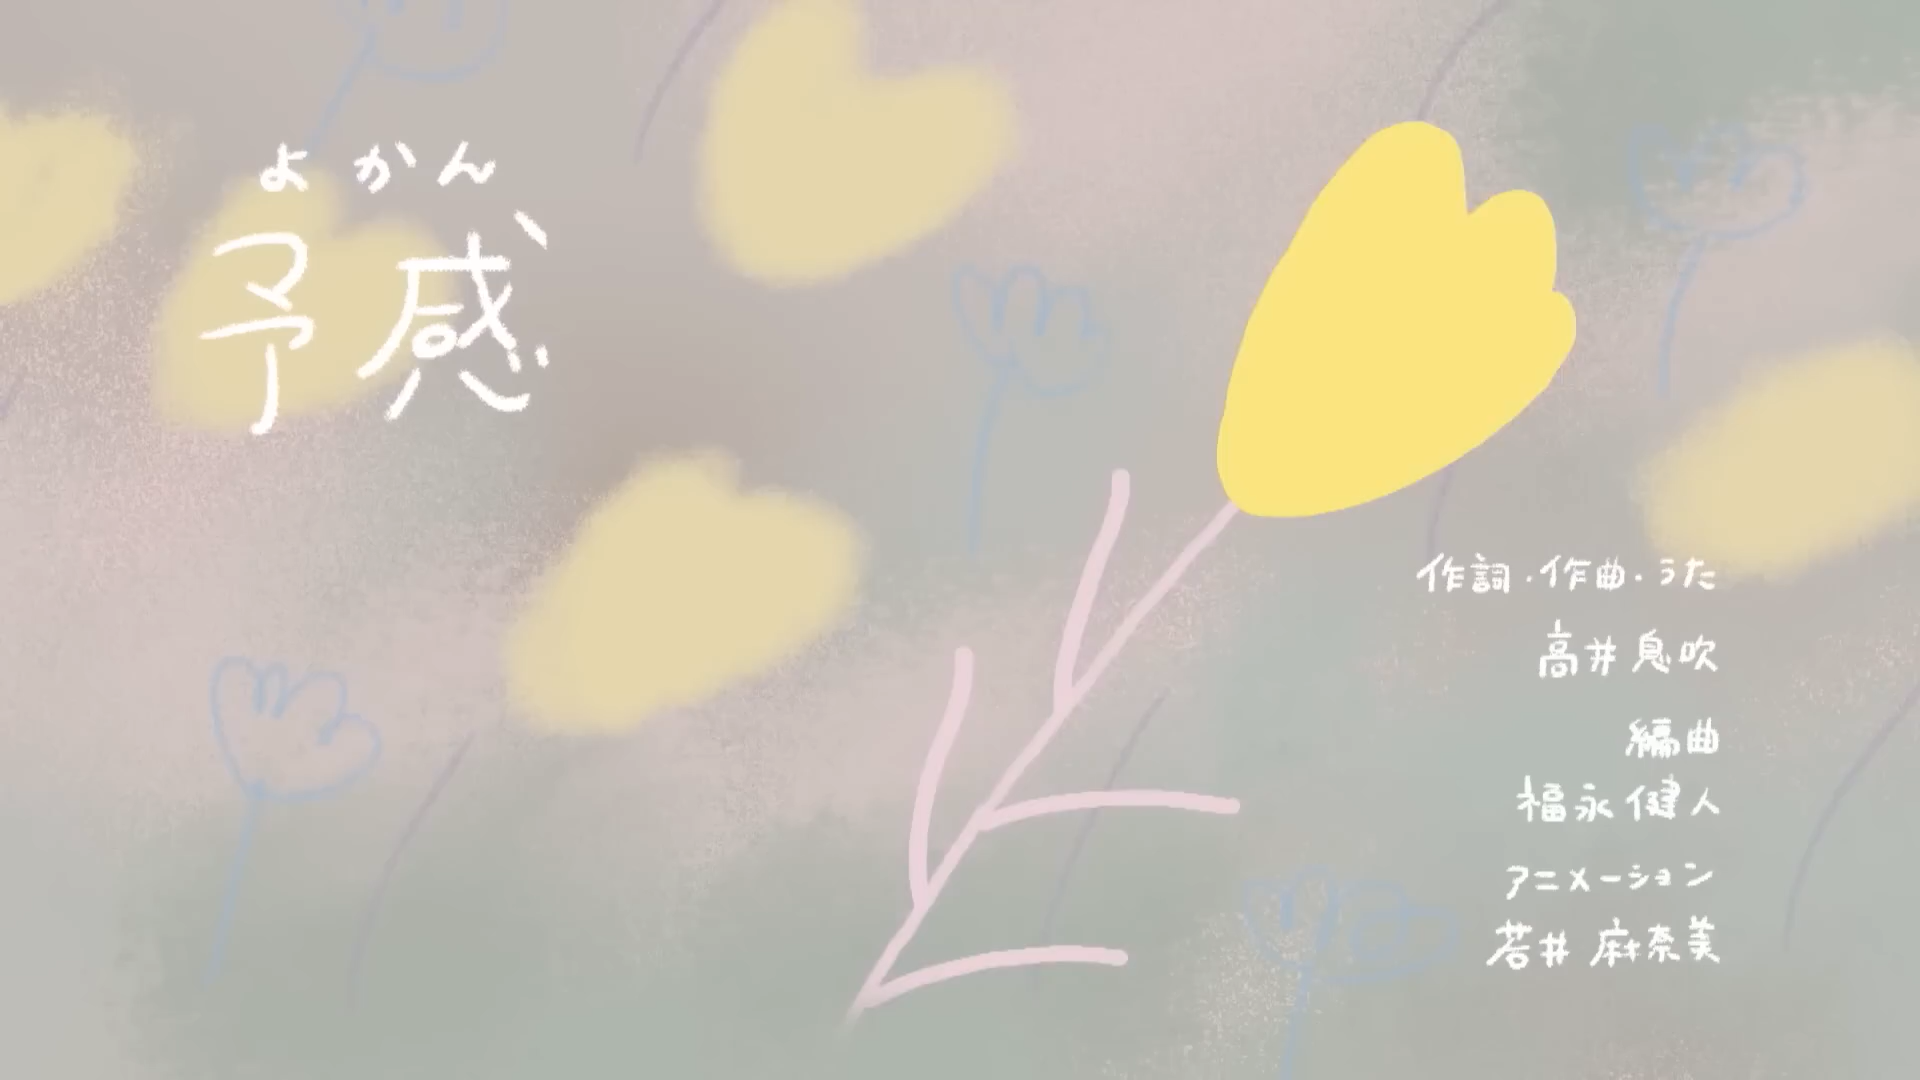 よかん
予感
作詞・作曲・うた
高井 息吹
編曲
福永 健人
アニメーション
若井 麻奈美